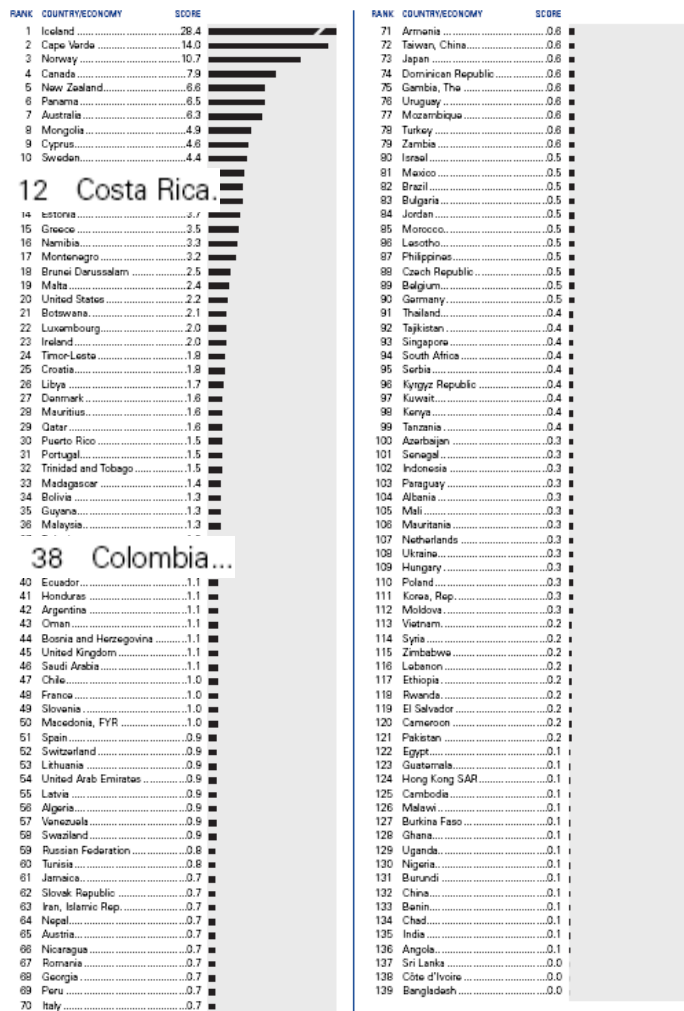 RANK COUNTRY/ECONOMY SCORE
1 Iceland 28.4
2 Cape Verde 14.0
3 Norway 10.7
4 Canada 7.9
5 New Zealand 6.6
6 Panama 6.5
7 Australia 6.3
8 Mongolia 4.9
9 Cyprus 4.6
10 Sweden 4.4
12 Costa Rica.
14 Estonia 3.7
15 Greece 3.5
16 Namibia 3.3
17 Montenegro 3.2
18 Brunei Darussalam 2.5
19 Malta 2.4
20 United States 2.2
21 Botswana 2.1
22 Luxembourg 2.0
23 Ireland 2.0
24 Timor-Leste 1.8
25 Croatia 1.8
26 Libya 1.7
27 Denmark 1.6
28 Mauritius 1.6
29 Qatar 1.6
30 Puerto Rico 1.5
31 Portugal 1.5
32 Trinidad and Tobago 1.5
33 Madagascar 1.4
34 Bolivia 1.3
35 Guyana 1.3
36 Malaysia 1.3
38 Colombia...
40 Ecuador 1.1
41 Honduras 1.1
42 Argentina 1.1
43 Oman 1.1
44 Bosnia and Herzegovina 1.1
45 United Kingdom 1.1
46 Saudi Arabia 1.1
47 Chile 1.0
48 France 1.0
49 Slovenia 1.0
50 Macedonia, FYR 1.0
51 Spain 0.9
52 Switzerland 0.9
53 Lithuania 0.9
54 United Arab Emirates 0.9
55 Latvia 0.9
56 Algeria 0.9
57 Venezuela 0.9
58 Swaziland 0.9
59 Russian Federation 0.8
60 Tunisia 0.8
61 Jamaica 0.7
62 Slovak Republic 0.7
63 Iran, Islamic Rep. 0.7
64 Nepal 0.7
65 Austria 0.7
66 Nicaragua 0.7
67 Romania 0.7
68 Georgia 0.7
69 Peru 0.7
70 Italy 0.7
RANK COUNTRY/ECONOMY SCORE
71 Armenia 0.6
72 Taiwan, China 0.6
73 Japan 0.6
74 Dominican Republic 0.6
75 Gambia, The 0.6
76 Uruguay 0.6
77 Mozambique 0.6
78 Turkey 0.6
79 Zambia 0.6
80 Israel 0.5
81 Mexico 0.5
82 Brazil 0.5
83 Bulgaria 0.5
84 Jordan 0.5
85 Morocco 0.5
86 Lesotho 0.5
87 Philippines 0.5
88 Czech Republic 0.5
89 Belgium 0.5
90 Germany 0.5
91 Thailand 0.4
92 Tajikistan 0.4
93 Singapore 0.4
94 South Africa 0.4
95 Serbia 0.4
96 Kyrgyz Republic 0.4
97 Kuwait 0.4
98 Kenya 0.4
99 Tanzania 0.4
100 Azerbaijan 0.3
101 Senegal 0.3
102 Indonesia 0.3
103 Paraguay 0.3
104 Albania 0.3
105 Mali 0.3
106 Mauritania 0.3
107 Netherlands 0.3
108 Ukraine 0.3
109 Hungary 0.3
110 Poland 0.3
111 Korea, Rep. 0.3
112 Moldova 0.3
113 Vietnam 0.2
114 Syria 0.2
115 Zimbabwe 0.2
116 Lebanon 0.2
117 Ethiopia 0.2
118 Rwanda 0.2
119 El Salvador 0.2
120 Cameroon 0.2
121 Pakistan 0.2
122 Egypt 0.1
123 Guatemala 0.1
124 Hong Kong SAR 0.1
125 Cambodia 0.1
126 Malawi 0.1
127 Burkina Faso 0.1
128 Ghana 0.1
129 Uganda 0.1
130 Nigeria 0.1
131 Burundi 0.1
132 China 0.1
133 Benin 0.1
134 Chad 0.1
135 India 0.1
136 Angola 0.1
137 Sri Lanka 0.0
138 Côte d'Ivoire 0.0
139 Bangladesh 0.0